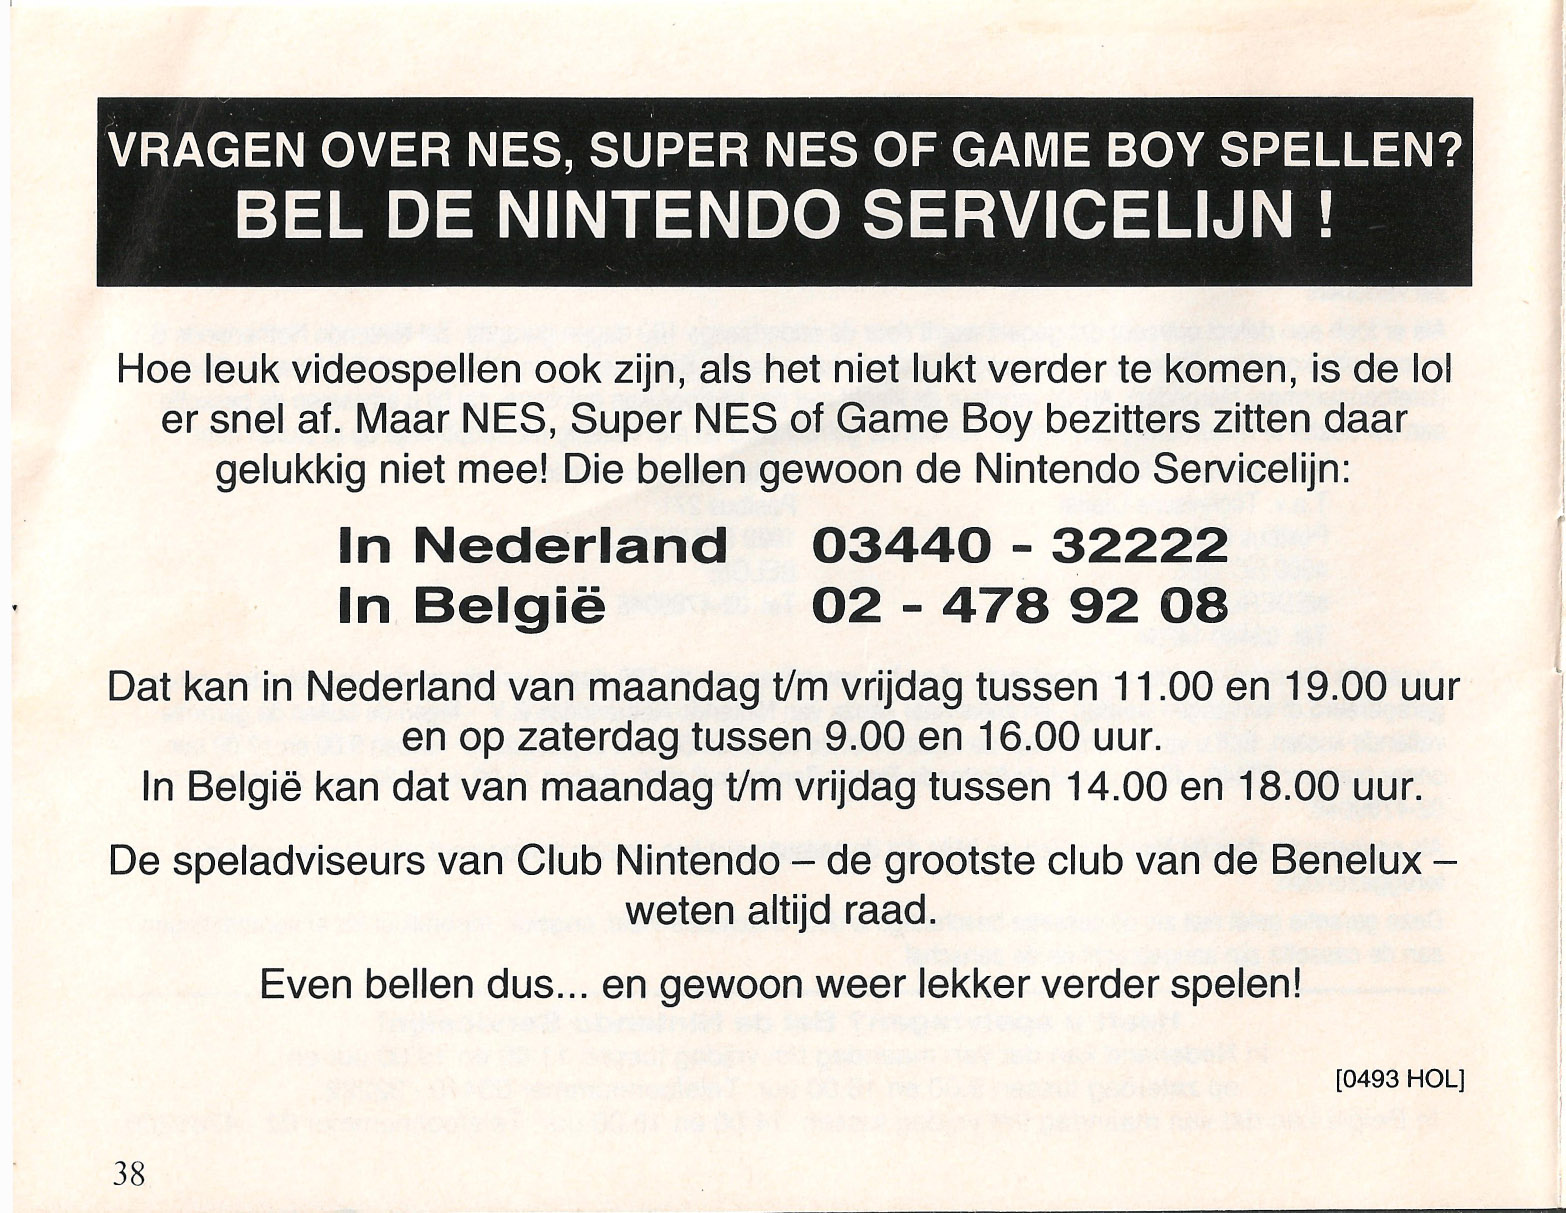 VRAGEN OVER NES, SUPER NES OF GAME BOY SPELLEN?
BEL DE NINTENDO SERVICELIJN !
Hoe leuk videospellen ook zijn, als het niet lukt verder te komen, is de lol
er snel af. Maar NES, Super NES of Game Boy bezitters zitten daar
gelukkig niet mee! Die bellen gewoon de Nintendo Servicelijn:
In Nederland 03440 - 32222
In België 02 - 478 92 08
Dat kan in Nederland van maandag t/m vrijdag tussen 11.00 en 19.00 uur
en op zaterdag tussen 9.00 en 16.00 uur.
In België kan dat van maandag t/m vrijdag tussen 14.00 en 18.00 uur.
De speladviseurs van Club Nintendo – de grootste club van de Benelux –
weten altijd raad.
Even bellen dus... en gewoon weer lekker verder spelen!
[0493 HOL]
38